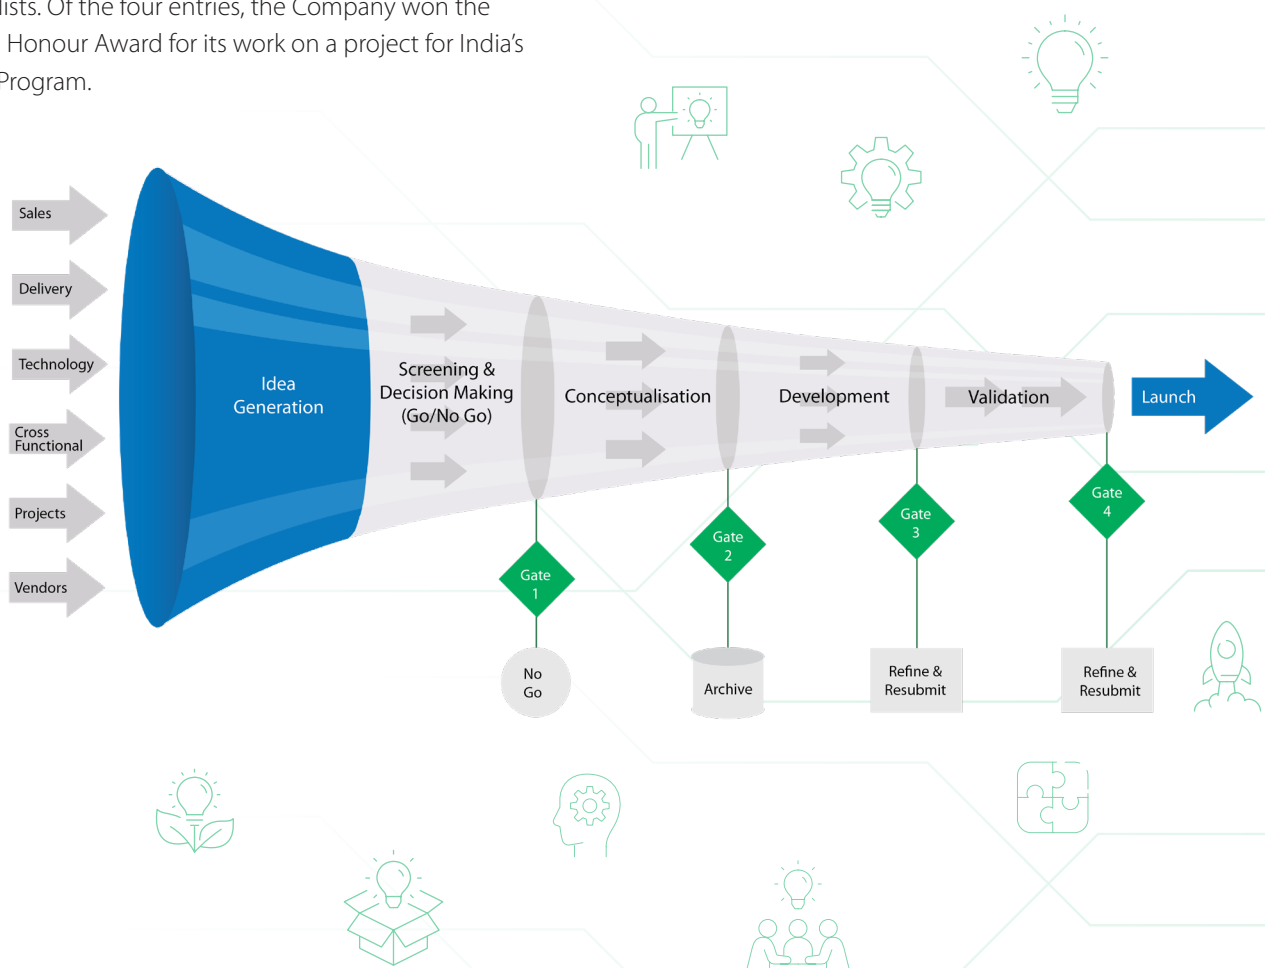 lists. Of the four entries, the Company won the
Honour Award for its work on a project for India's
Program.
Sales
Delivery
Technology
Cross
Functional
Projects
Vendors
Idea
Generation
Screening &
Decision Making
(Go/No Go)
Conceptualisation
Development
Validation
Launch
Gate
1
Gate
2
Gate
3
Gate
4
No
Go
Archive
Refine &
Resubmit
Refine &
Resubmit